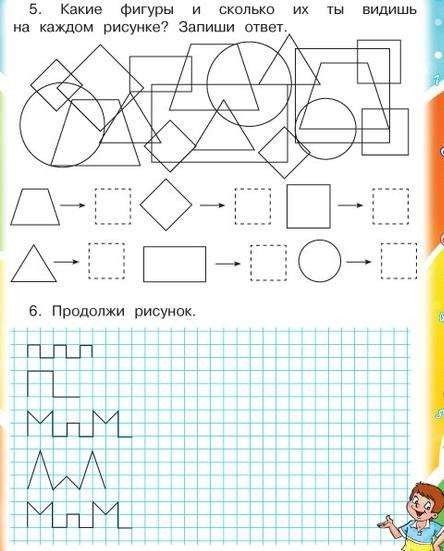 5. Какие фигуры и сколько их ты видишь
на каждом рисунке? Запиши ответ.
6. Продолжи рисунок.